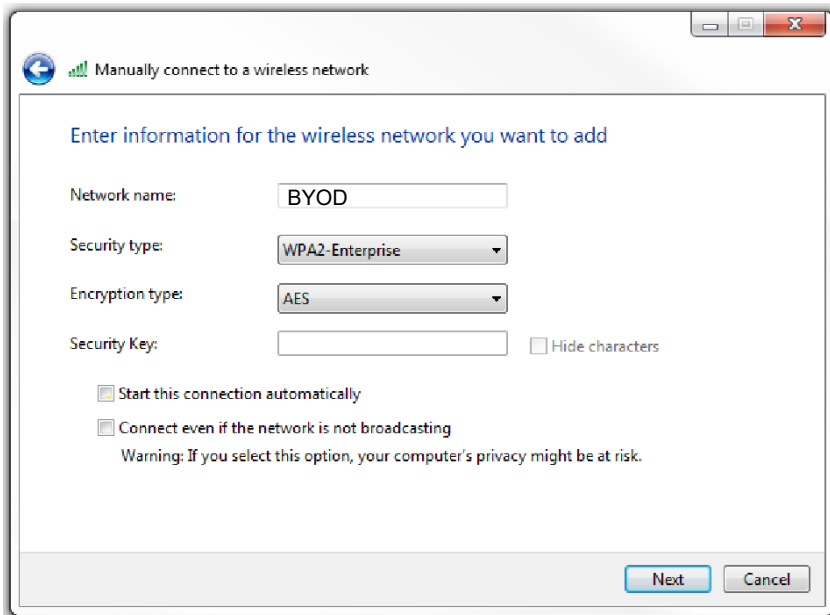 Manually connect to a wireless network
Enter information for the wireless network you want to add
Network name: BYOD
Security type: WPA2-Enterprise
Encryption type: AES
Security Key: Hide characters
Start this connection automatically
Connect even if the network is not broadcasting
Warning: If you select this option, your computer's privacy might be at risk.
Next Cancel